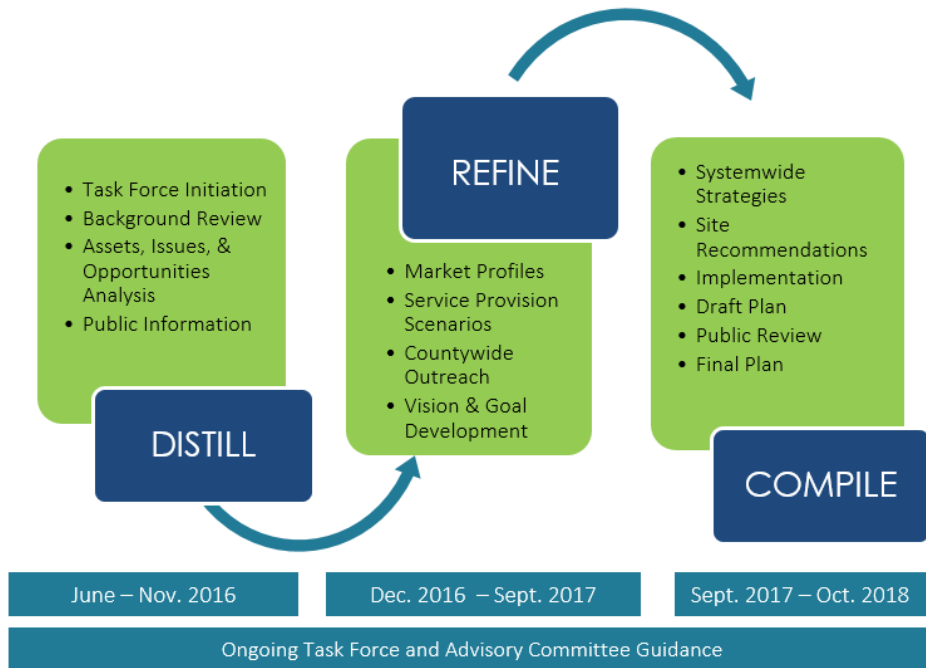 • Task Force Initiation
• Background Review
• Assets, Issues, &
Opportunities
Analysis
• Public Information
DISTILL
REFINE
• Market Profiles
• Service Provision
Scenarios
• Countywide
Outreach
• Vision & Goal
Development
• Systemwide
Strategies
• Site
Recommendations
• Implementation
• Draft Plan
• Public Review
• Final Plan
COMPILE
June – Nov. 2016
Dec. 2016 – Sept. 2017
Sept. 2017 – Oct. 2018
Ongoing Task Force and Advisory Committee Guidance